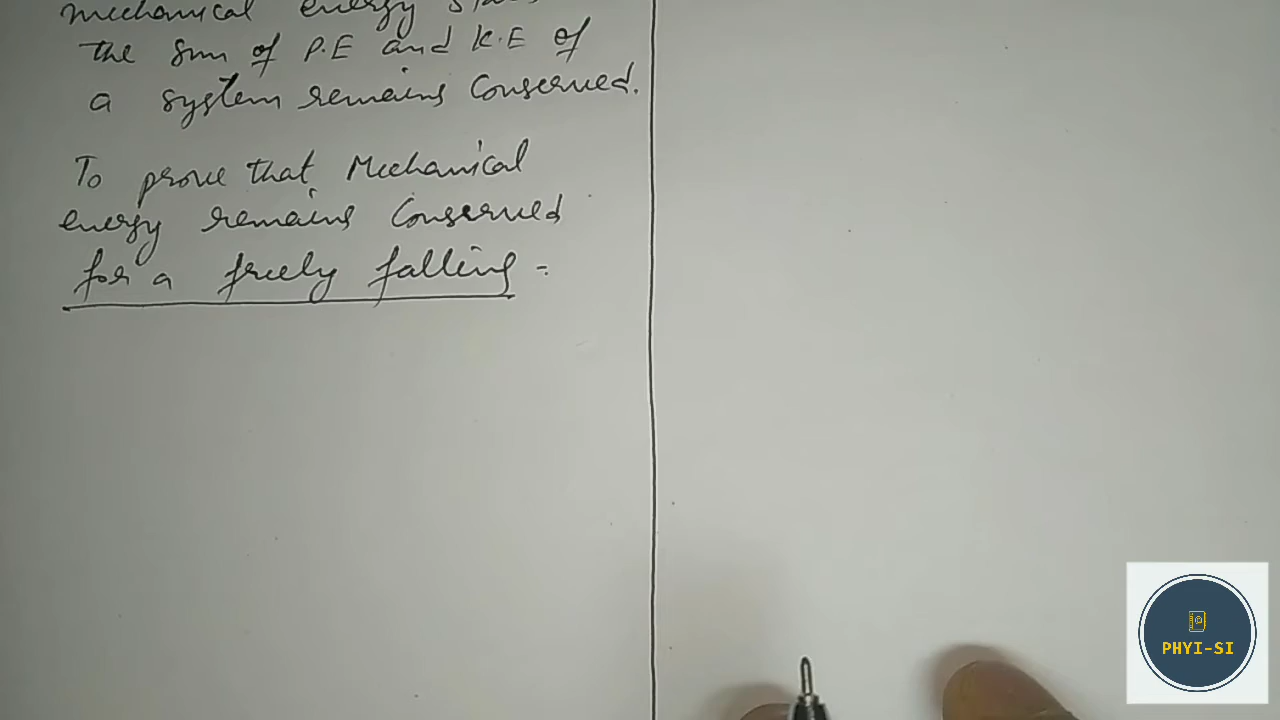 mechanical energy
the sum of P.E and K.E of
a system remains Conserved.
To prove that Mechanical
energy remains Conserved
for a freely falling :-
PHYI-SI